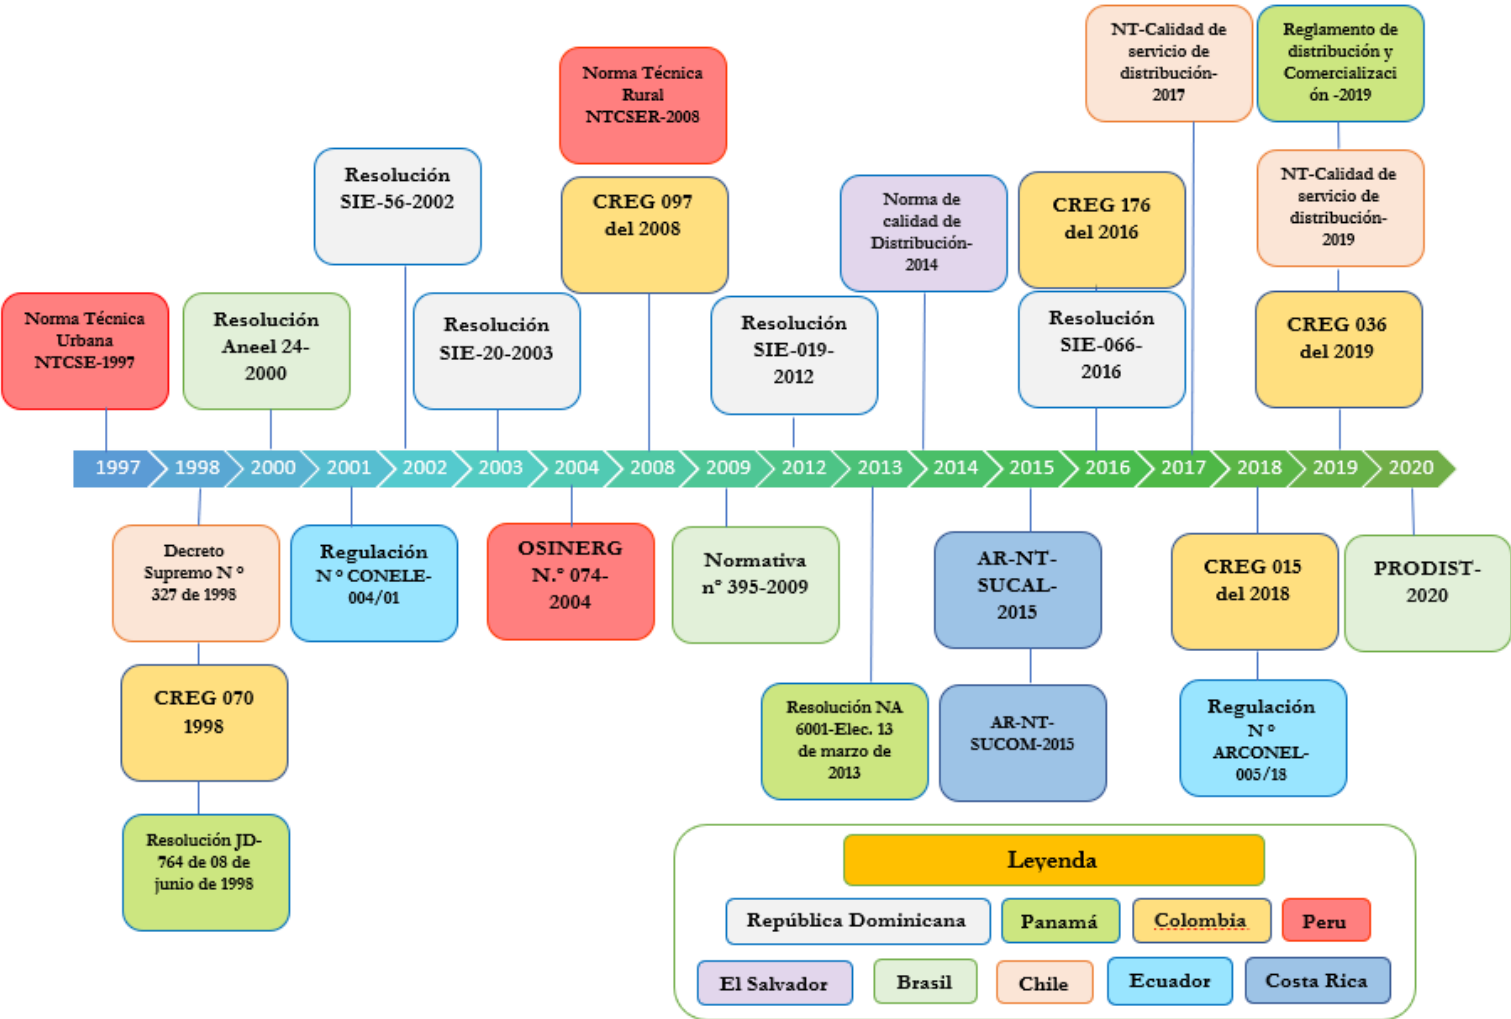 NT-Calidad de
servicio de
distribución-
2017
Reglamento de
distribución y
Comercializaci
ón -2019
Norma Técnica
Rural
NTCSER-2008
Resolución
SIE-56-2002
CREG 097
del 2008
Norma de
calidad de
Distribución-
2014
CREG 176
del 2016
NT-Calidad de
servicio de
distribución-
2019
Norma Técnica
Urbana
NTCSE-1997
Resolución
Aneel 24-
2000
Resolución
SIE-20-2003
Resolución
SIE-019-
2012
Resolución
SIE-066-
2016
CREG 036
del 2019
1997 1998 2000 2001 2002 2003 2004 2008 2009 2012 2013 2014 2015 2016 2017 2018 2019 2020
Decreto
Supremo N º
327 de 1998
Regulación
N º CONELE-
004/01
OSINERG
N.° 074-
2004
Normativa
n° 395-2009
AR-NT-
SUCAL-
2015
CREG 015
del 2018
PRODIST-
2020
CREG 070
1998
Resolución NA
6001-Elec. 13
de marzo de
2013
AR-NT-
SUCOM-2015
Regulación
N º
ARCONEL-
005/18
Resolución JD-
764 de 08 de
junio de 1998
Leyenda
República Dominicana
Panamá
Colombia
Peru
El Salvador
Brasil
Chile
Ecuador
Costa Rica